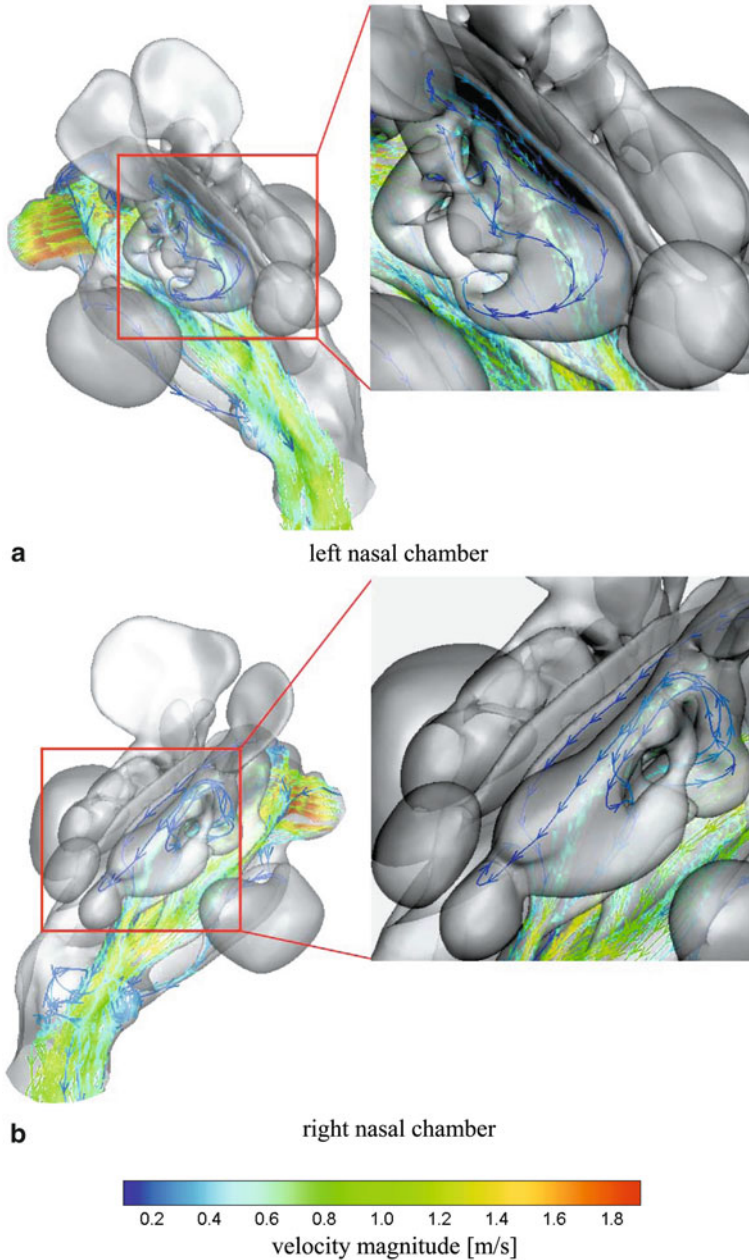 a
left nasal chamber
b
right nasal chamber
0.2 0.4 0.6 0.8 1.0 1.2 1.4 1.6 1.8
velocity magnitude [m/s]